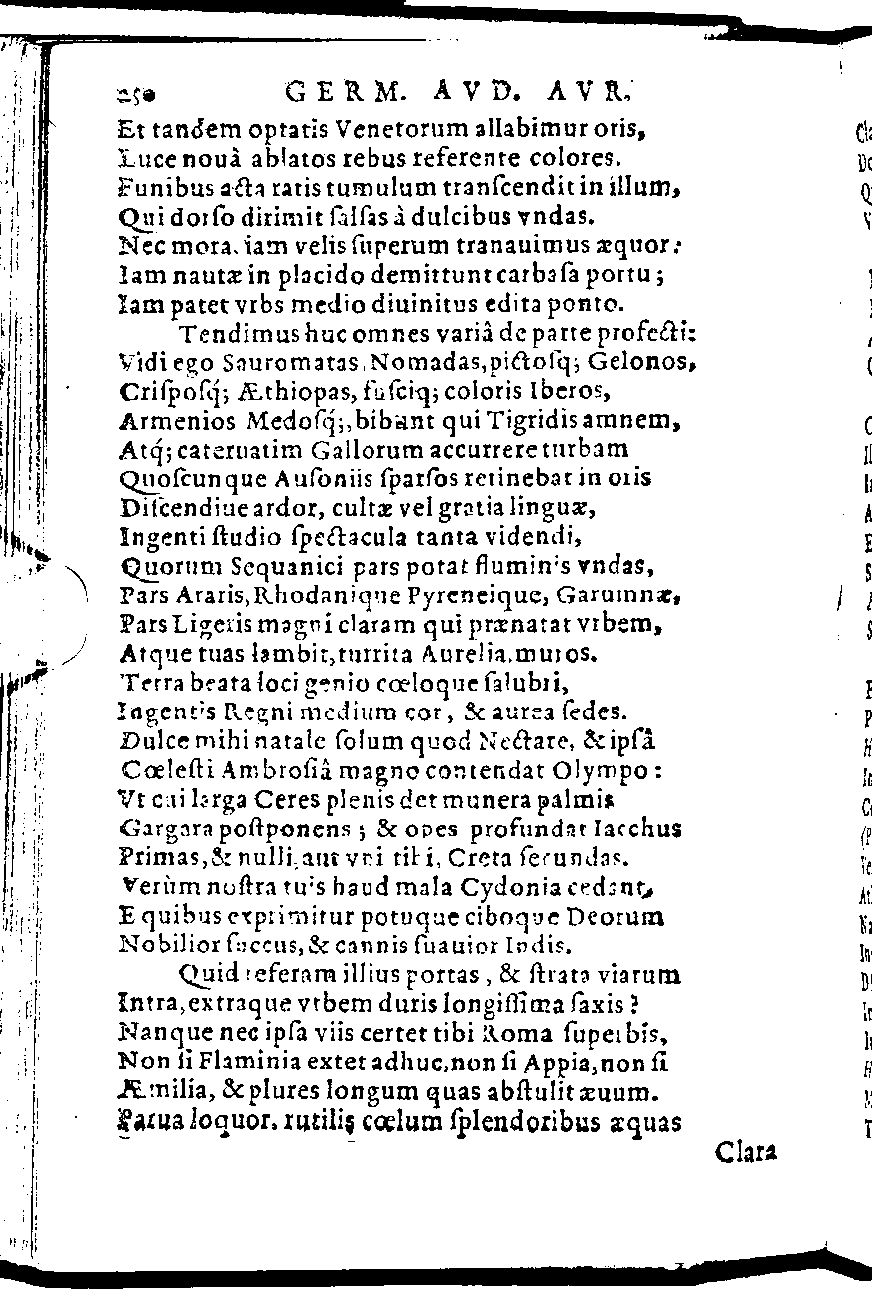 250 GERM. AVD. AVR.
Et tandem optatis Venetorum allabimur oris,
Luce nouâ ablatos rebus referente colores.
Funibus acta ratis tumulum tranſcendit in illum,
Qui dorſo dirimit ſalſas à dulcibus vndas.
Nec mora, iam velis ſuperum tranauimus æquor:
Iam nautæ in placido demittunt carbaſa portu;
Iam patet vrbs medio diuinitus edita ponto.
Tendimus huc omnes variâ de parte profecti:
Vidi ego Sauromatas, Nomadas, pictoſq; Gelonos,
Criſpoſq́; Æthiopas, fuſciq; coloris Iberos,
Armenios Medoſq́;, bibunt qui Tigridis amnem,
Atq́; cateruatim Gallorum accurrere turbam
Quoſcunque Auſoniis ſparſos retinebat in oris
Diſcendiue ardor, cultæ vel gratia linguæ,
Ingenti ſtudio ſpectacula tanta videndi,
Quorum Sequanici pars potat fluminis vndas,
Pars Araris, Rhodanique Pyreneique, Garumnæ,
Pars Ligeris magni claram qui prænatat vrbem,
Atque tuas lambit, turrita Aurelia, muros.
Terra beata loci genio cœloque ſalubri,
Ingentis Regni medium cor, & aurea ſedes.
Dulce mihi natale ſolum quod Nectare, & ipſâ
Cœleſti Ambroſiâ magno contendat Olympo:
Vt cui larga Ceres plenis det munera palmis
Gargara poſtponens; & opes profundat Iacchus
Primas, & nulli, aut vni tibi, Creta ſecundas.
Verùm noſtra tuis haud mala Cydonia cedant,
E quibus exprimitur potuque ciboque Deorum
Nobilior ſuccus, & cannis ſuauior Indis.
Quid referam illius portas, & ſtrata viarum
Intra, extraque vrbem duris longiſſima ſaxis?
Nanque nec ipſa viis certet tibi Roma ſuperbis,
Non ſi Flaminia extet adhuc, non ſi Appia, non ſi
Æmilia, & plures longum quas abſtulit æuum.
Parua loquor. rutilis cœlum ſplendoribus æquas
Clara